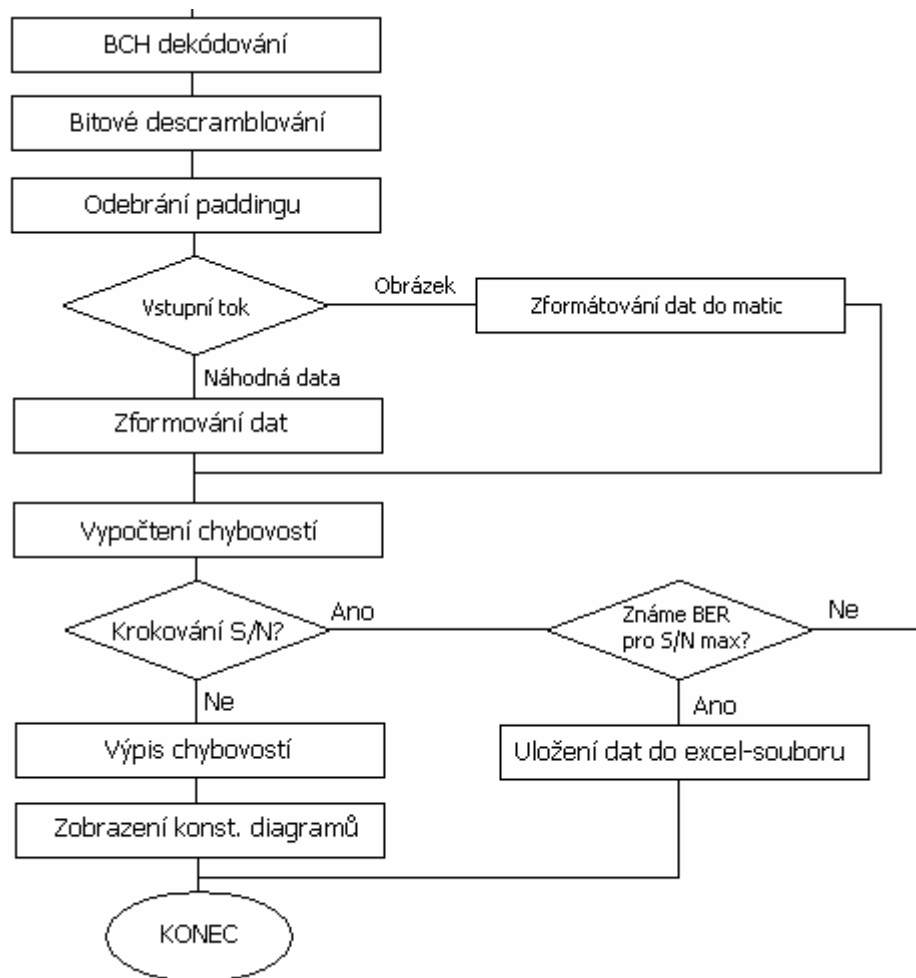 BCH dekódování
Bitové descramblování
Odebrání paddingu
Vstupní tok
Obrázek
Zformátování dat do matic
Náhodná data
Zformování dat
Vypočtení chybovostí
Krokování S/N?
Ano
Známe BER
pro S/N max?
Ne
Ne
Ano
Výpis chybovostí
Uložení dat do excel-souboru
Zobrazení konst. diagramů
KONEC